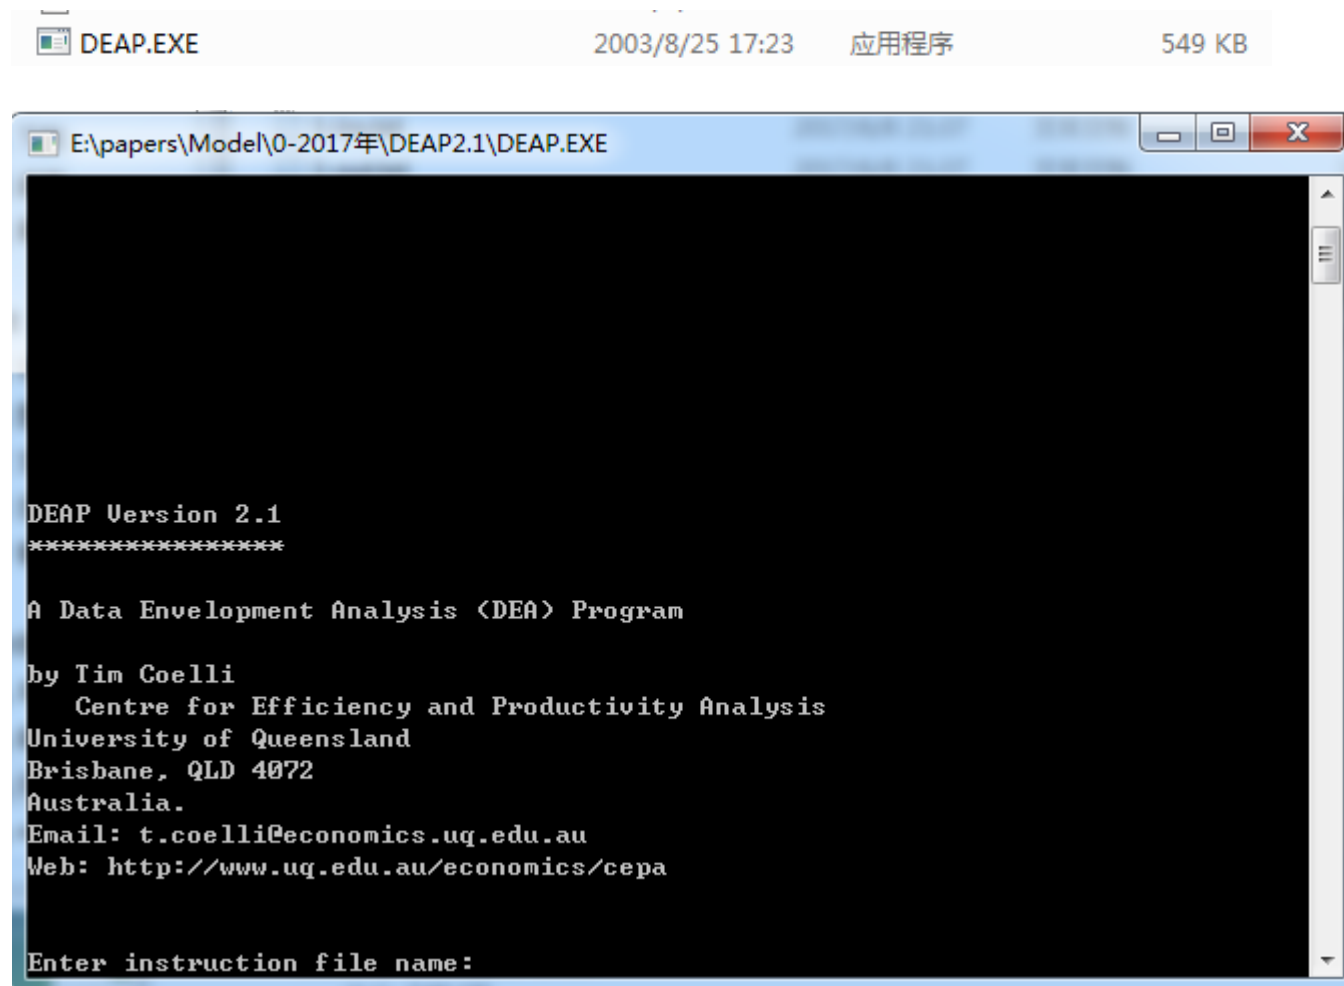 DEAP.EXE 2003/8/25 17:23 应用程序 549 KB
E:\papers\Model\0-2017年\DEAP2.1\DEAP.EXE
DEAP Version 2.1
****************
A Data Envelopment Analysis (DEA) Program
by Tim Coelli
Centre for Efficiency and Productivity Analysis
University of Queensland
Brisbane, QLD 4072
Australia.
Email: t.coelli@economics.uq.edu.au
Web: http://www.uq.edu.au/economics/cepa
Enter instruction file name: